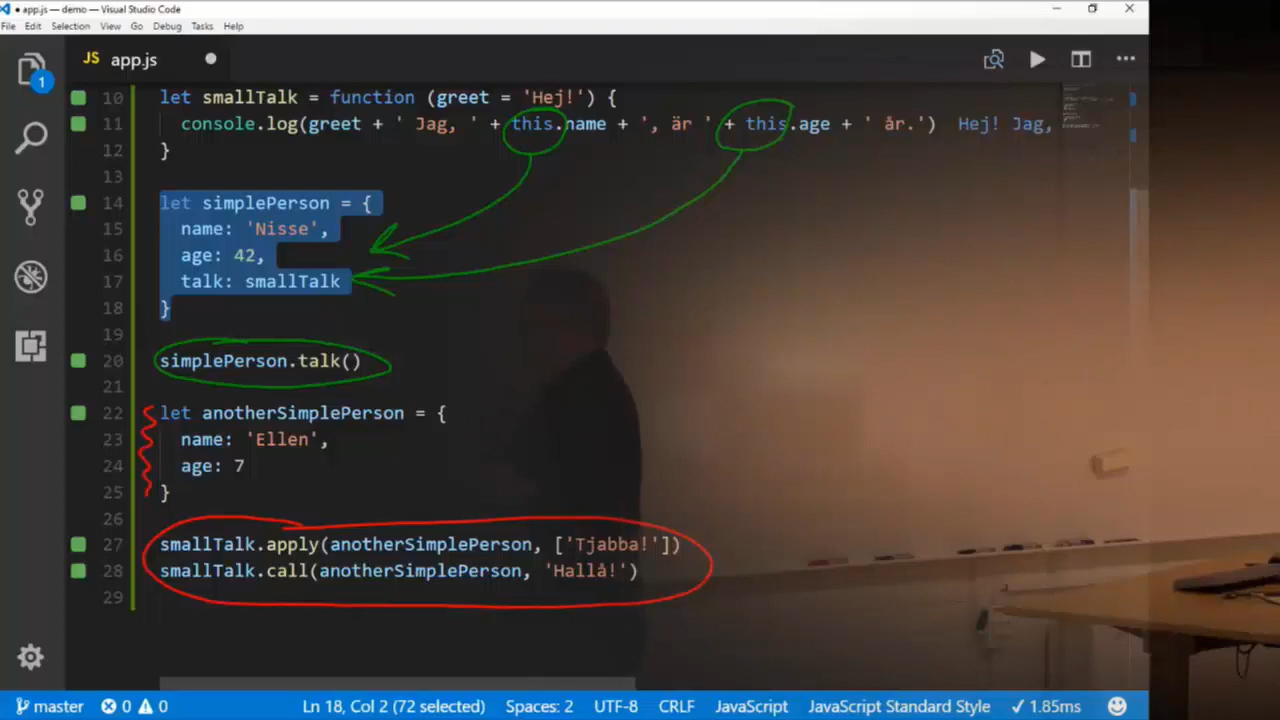 app.js — demo — Visual Studio Code
File Edit Selection View Go Debug Tasks Help
JS app.js
1
10 let smallTalk = function (greet = 'Hej!') {
11 console.log(greet + ' Jag, ' + this.name + ', är ' + this.age + ' år.') Hej! Jag,
12 }
13
14 let simplePerson = {
15 name: 'Nisse',
16 age: 42,
17 talk: smallTalk
18 }
19
20 simplePerson.talk()
21
22 let anotherSimplePerson = {
23 name: 'Ellen',
24 age: 7
25 }
26
27 smallTalk.apply(anotherSimplePerson, ['Tjabba!'])
28 smallTalk.call(anotherSimplePerson, 'Hallå!')
29
master 0 0 Ln 18, Col 2 (72 selected) Spaces: 2 UTF-8 CRLF JavaScript JavaScript Standard Style ✓ 1.85ms